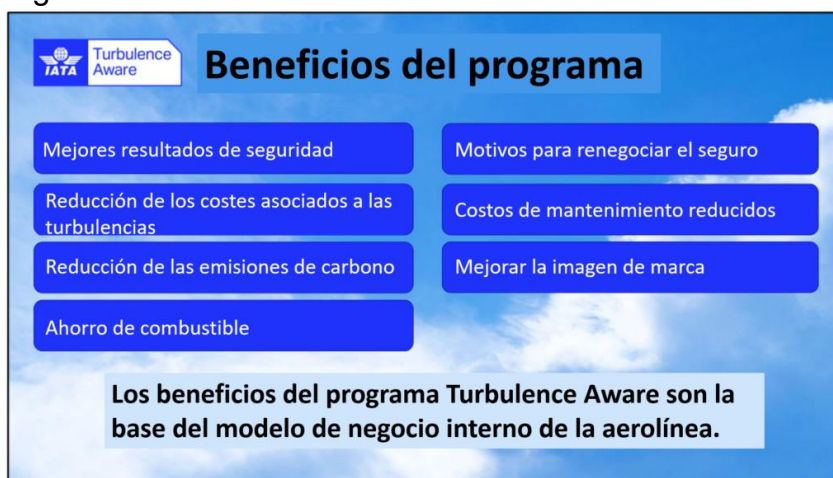 IATA
Turbulence
Aware
Beneficios del programa
Mejores resultados de seguridad
Reducción de los costes asociados a las
turbulencias
Reducción de las emisiones de carbono
Ahorro de combustible
Motivos para renegociar el seguro
Costos de mantenimiento reducidos
Mejorar la imagen de marca
Los beneficios del programa Turbulence Aware son la
base del modelo de negocio interno de la aerolínea.